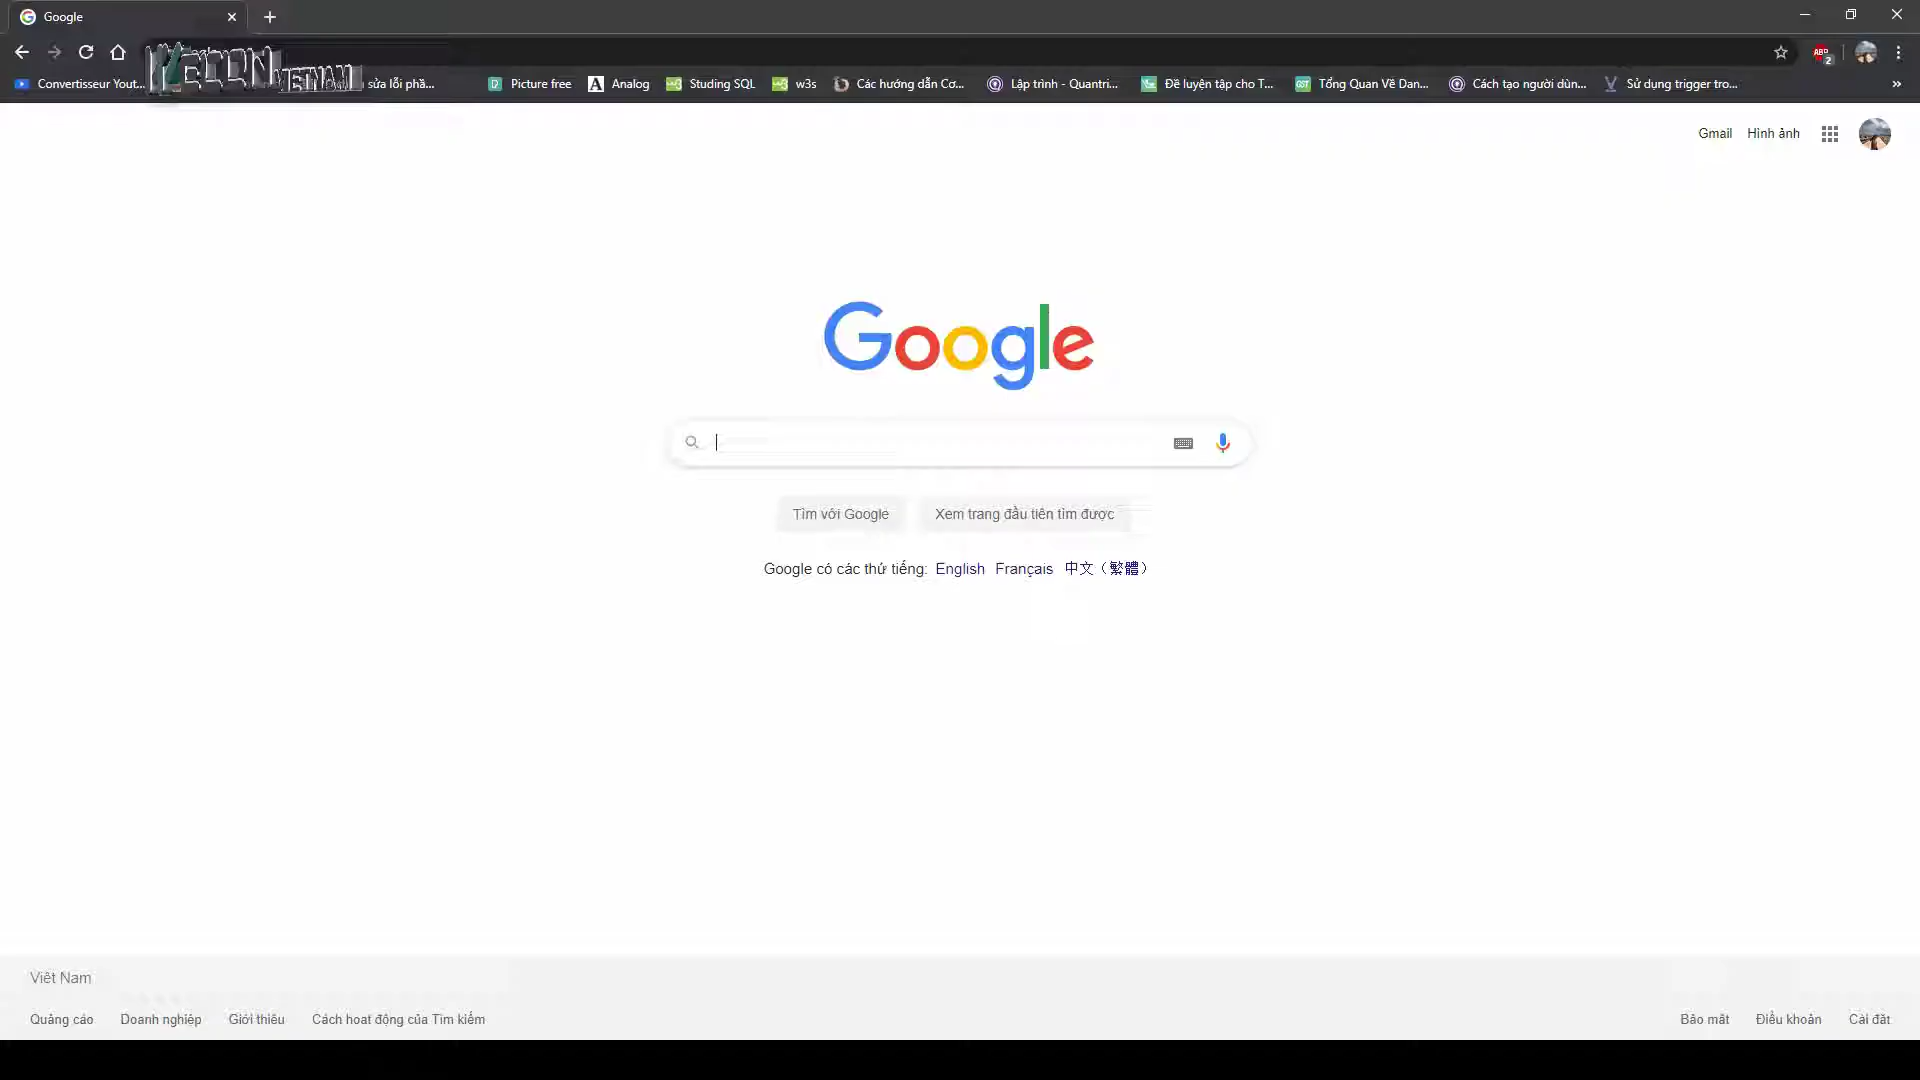 Google
Convertisseur Yout... sửa lỗi phầ... Picture free Analog Studing SQL w3s Các hướng dẫn Cơ... Lập trình - Quantri... Đề luyện tập cho T... Tổng Quan Về Dan... Cách tạo người dùn... Sử dụng trigger tro... »
Gmail Hình ảnh
Google
Tìm với Google Xem trang đầu tiên tìm được
Google có các thứ tiếng: English Français 中文（繁體）
Việt Nam
Quảng cáo Doanh nghiệp Giới thiệu Cách hoạt động của Tìm kiếm Bảo mật Điều khoản Cài đặt